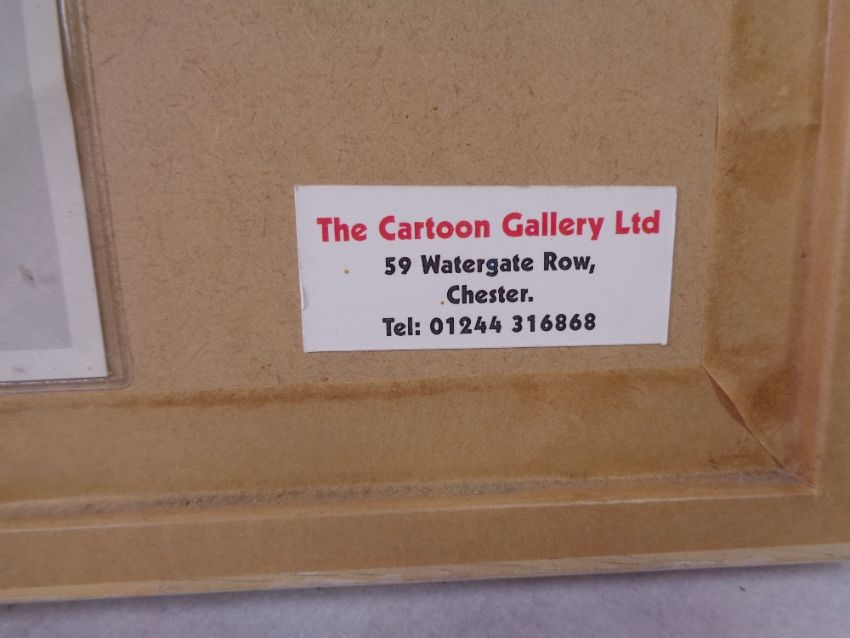 The Cartoon Gallery Ltd
59 Watergate Row,
Chester.
Tel: 01244 316868